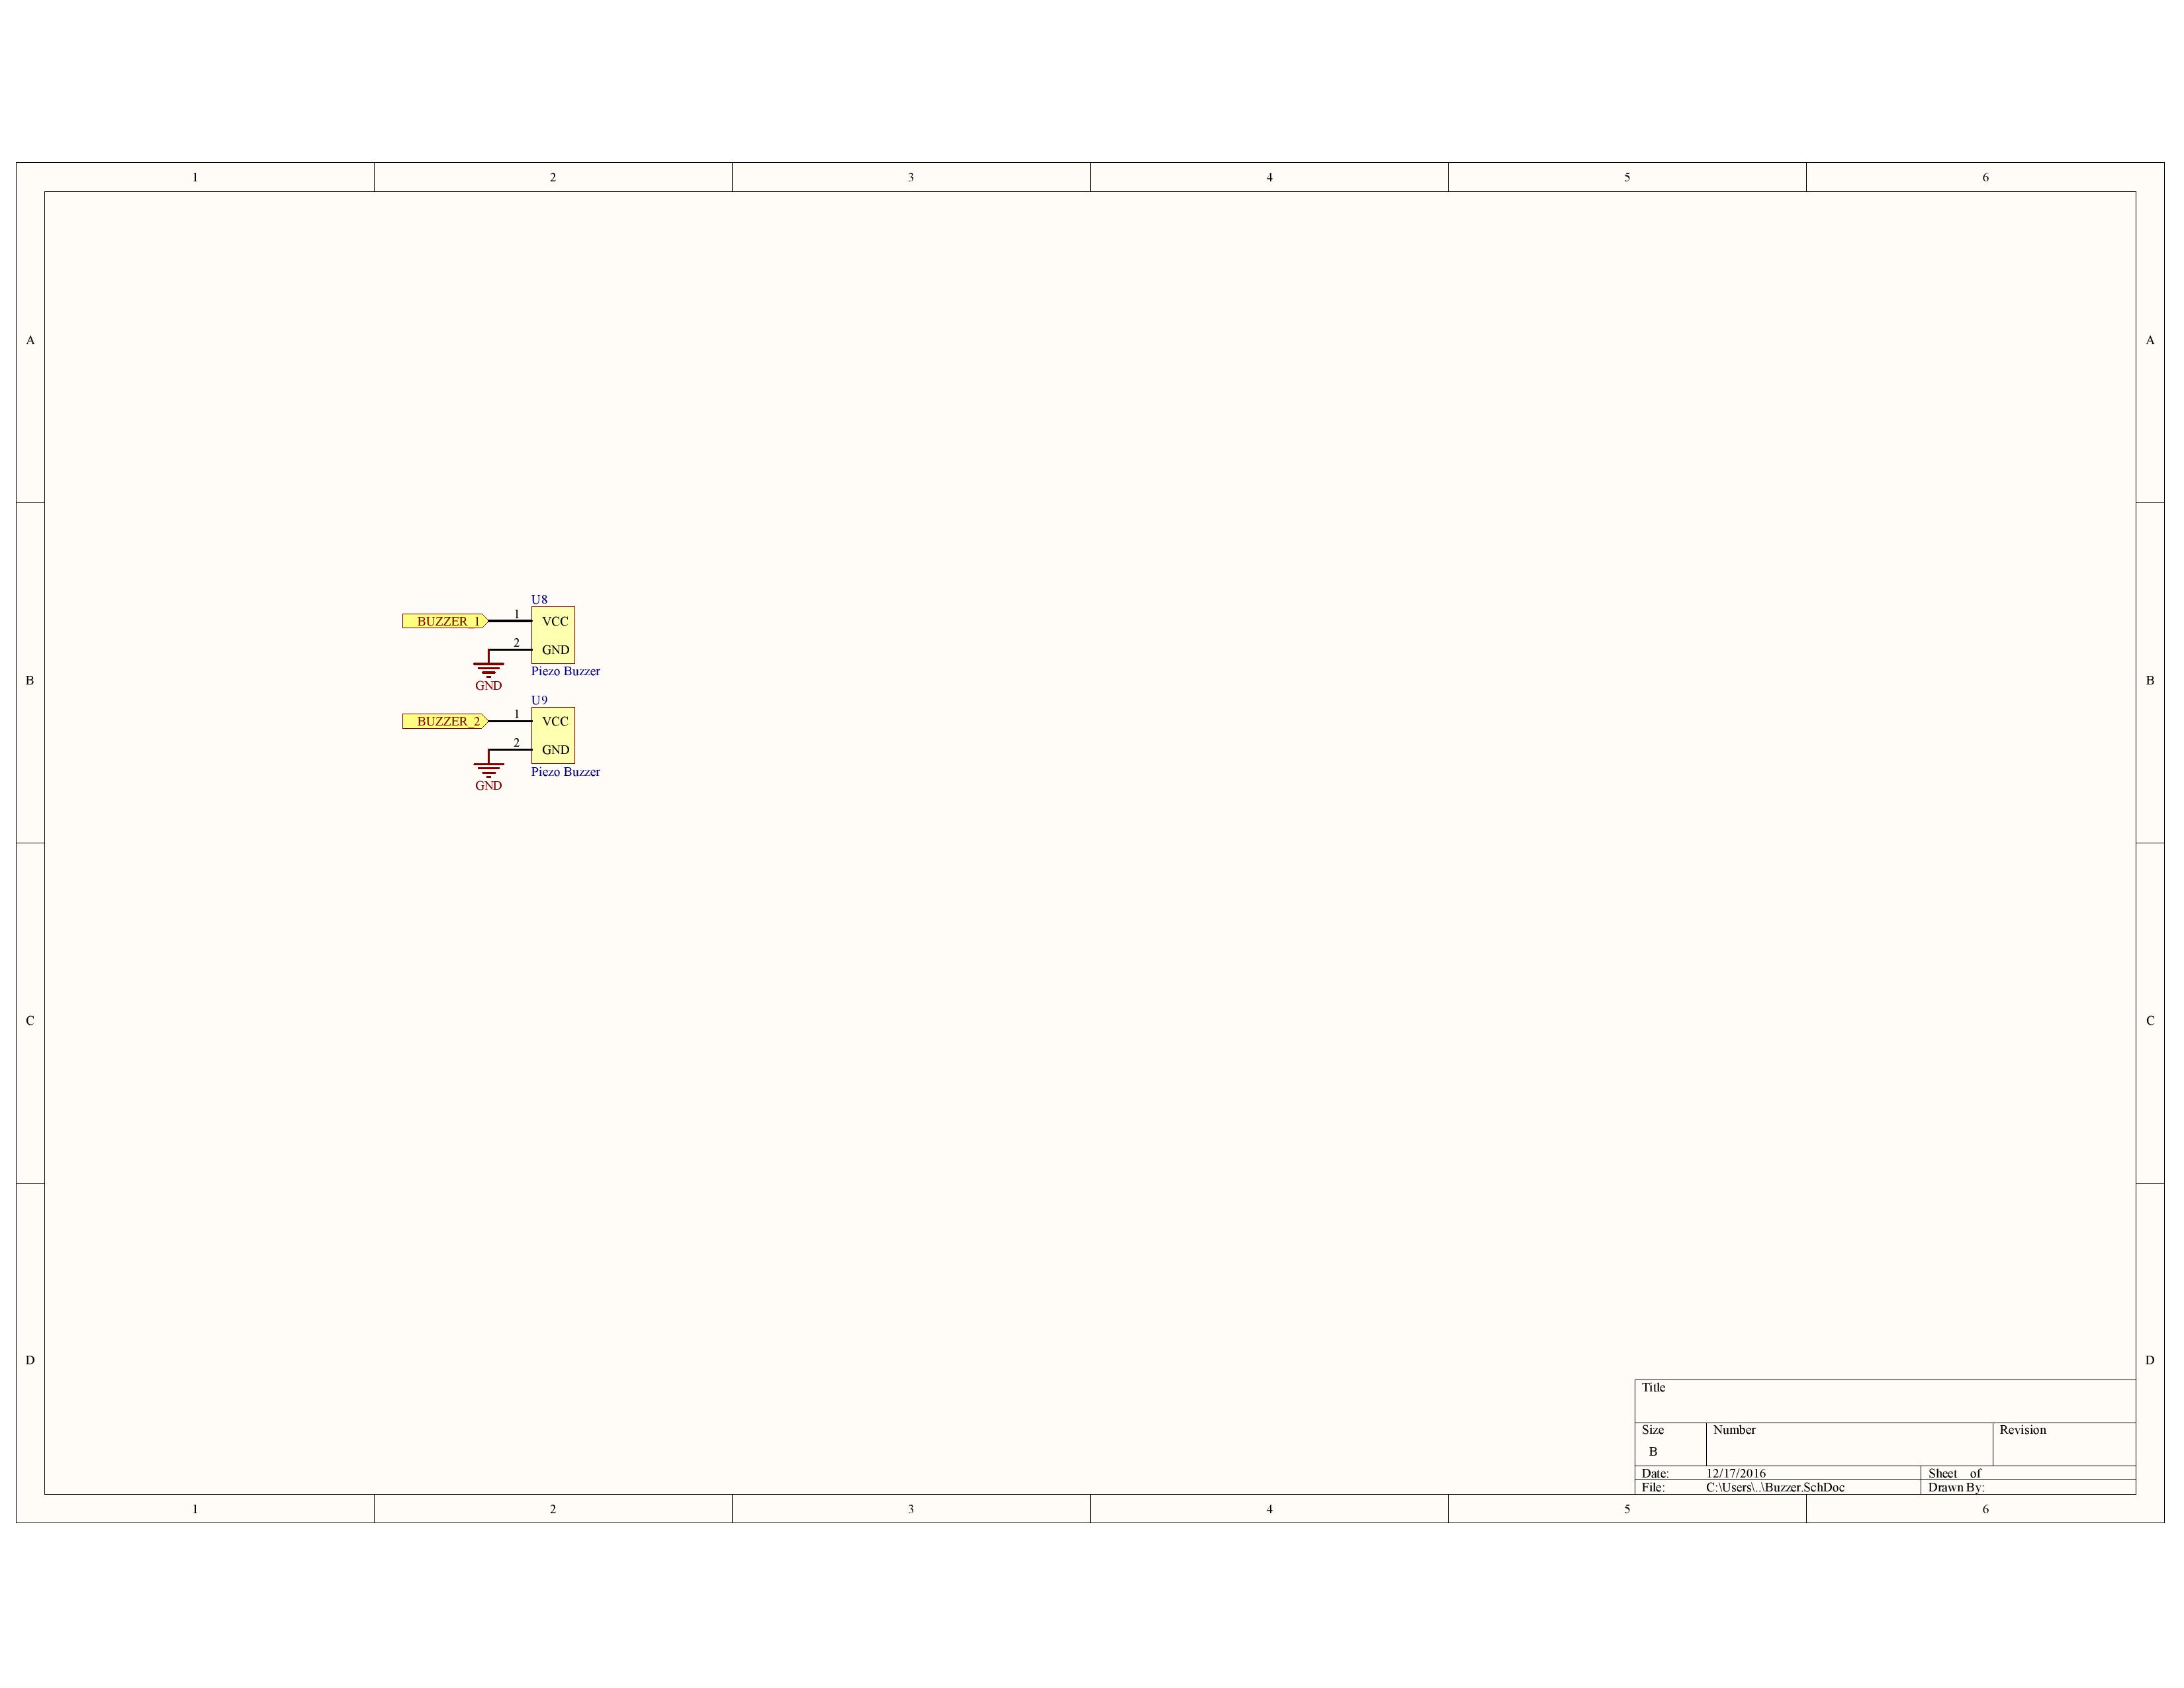 1 2 3 4 5 6
A A
U8
BUZZER_1 1 VCC
2 GND
Piezo Buzzer
GND
B B
U9
BUZZER_2 1 VCC
2 GND
Piezo Buzzer
GND
C C
D D
Title
Size Number Revision
B
Date: 12/17/2016 Sheet of
File: C:\Users\..\Buzzer.SchDoc Drawn By:
1 2 3 4 5 6